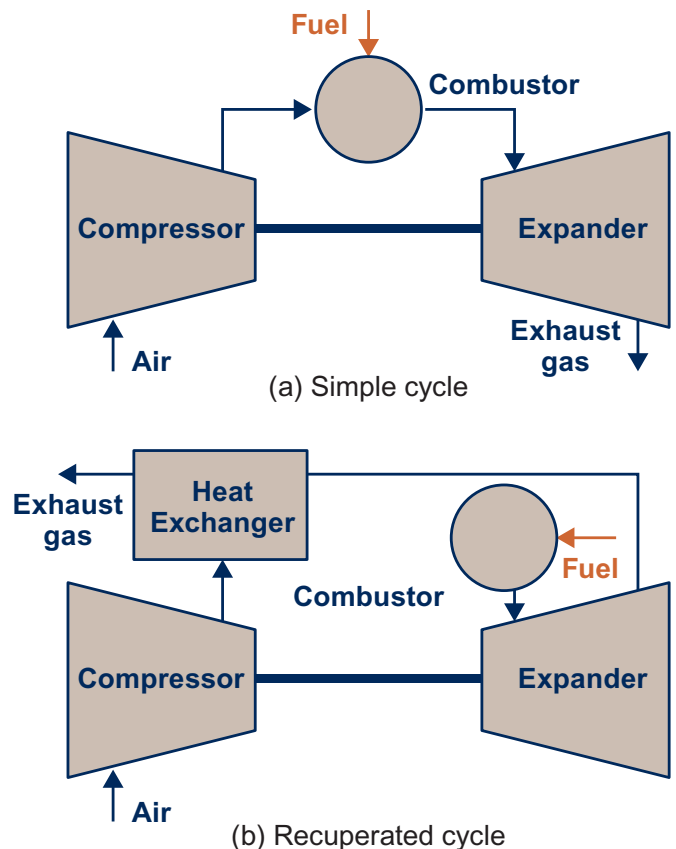 Fuel
Combustor
Compressor
Expander
Air
Exhaust
gas
(a) Simple cycle
Heat
Exchanger
Exhaust
gas
Fuel
Combustor
Compressor
Expander
Air
(b) Recuperated cycle